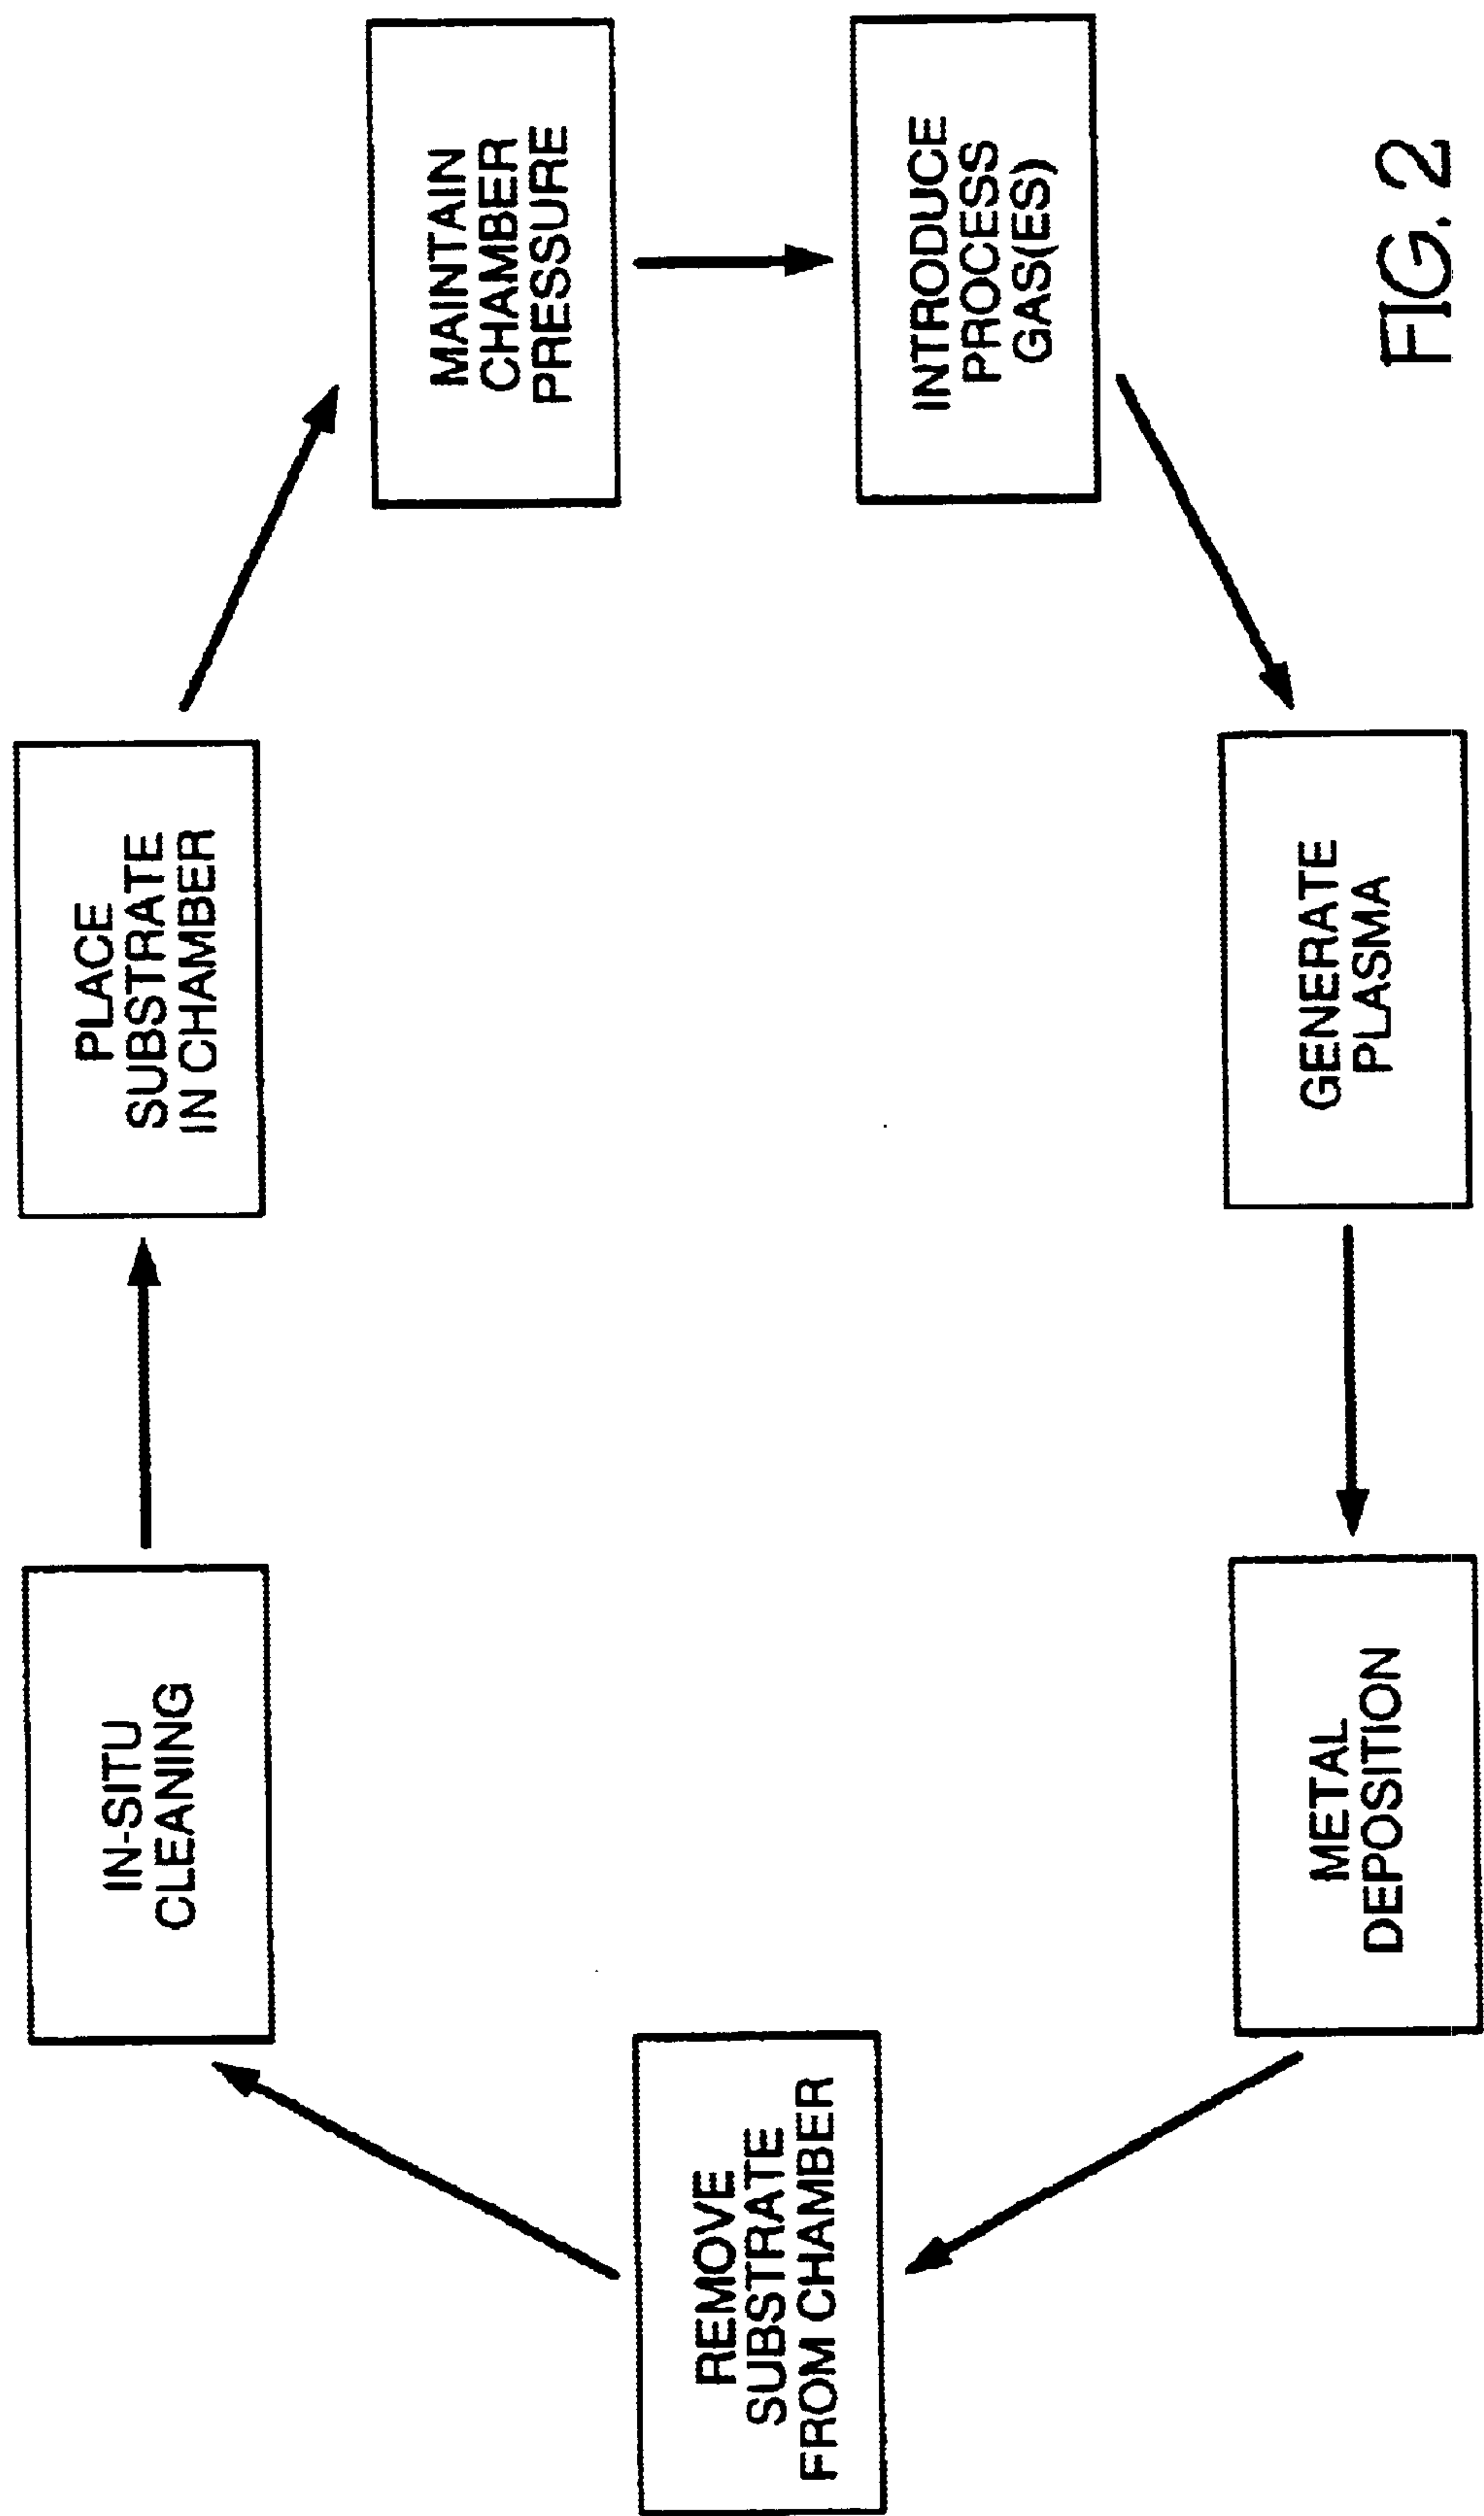 IN-SITU
CLEANING
PLACE
SUBSTRATE
IN CHAMBER
MAINTAIN
CHAMBER
PRESSURE
INTRODUCE
PROCESS
GAS(ES)
GENERATE
PLASMA
METAL
DEPOSITION
REMOVE
SUBSTRATE
FROM CHAMBER
FIG. 2